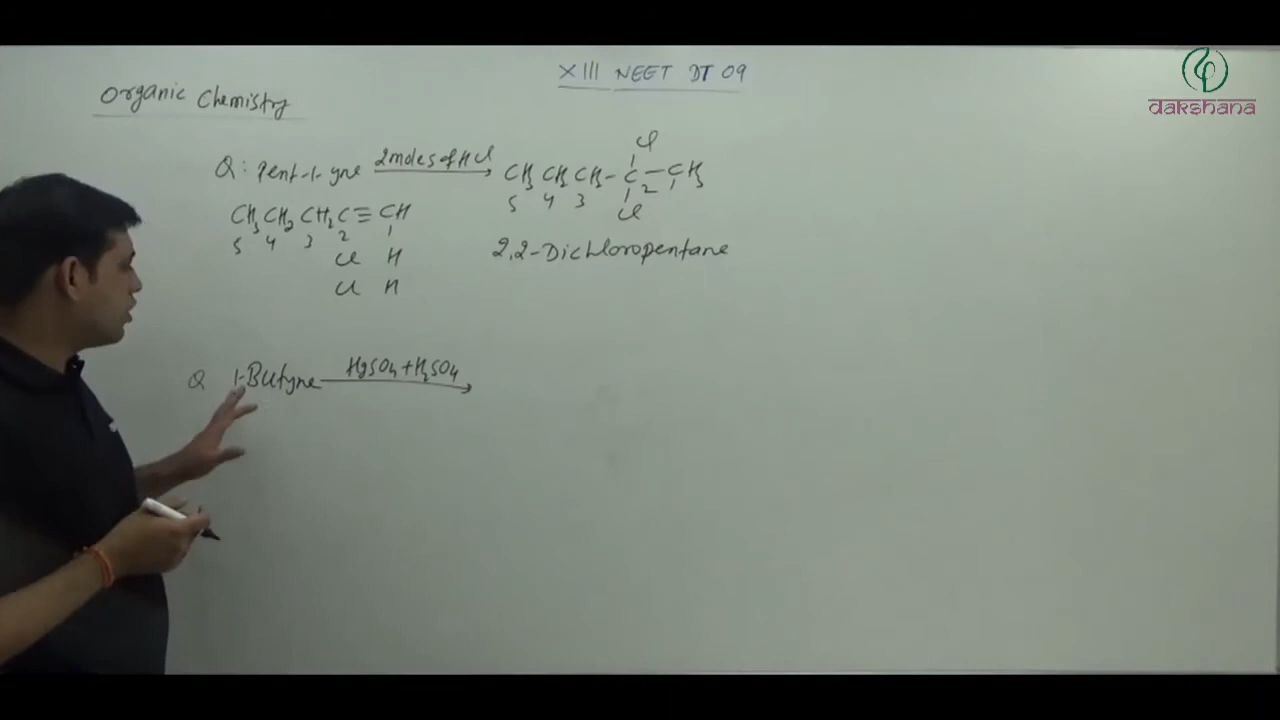 XIII NEET DT 09
dakshana
Organic Chemistry
Q: Pent-1-yne 2moles of HCl → CH3 CH2 CH2 - C - CH3
Cl
Cl
5 4 3 2 1
CH3 CH2 CH2 C ≡ CH
5 4 3 2 1
Cl H
Cl H
2,2-Dichloropentane
Q 1-Butyne HgSO4 + H2SO4 →